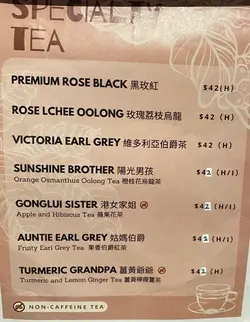 SPECIALTY
TEA
PREMIUM ROSE BLACK 黑玫紅 $42(H)
ROSE LCHEE OOLONG 玫瑰荔枝烏龍 $42 (H)
VICTORIA EARL GREY 維多利亞伯爵茶 $42 (H)
SUNSHINE BROTHER 陽光男孩 $42 (H/I)
Orange Osmanthus Oolong Tea 橙桂花烏龍茶
GONGLUI SISTER 港女家姐 $42 (H/I)
Apple and Hibiscus Tea 蘋果花茶
AUNTIE EARL GREY 姑媽伯爵 $42 (H/I)
Fruity Earl Grey Tea 果香伯爵紅茶
TURMERIC GRANDPA 薑黃爺爺 $42 (H)
Turmeric and Lemon Ginger Tea 薑黃檸檬薑茶
NON-CAFFEINE TEA